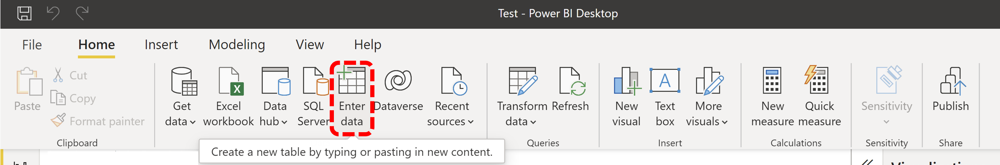 Test - Power BI Desktop
File Home Insert Modeling View Help
Paste
Cut
Copy
Format painter
Clipboard
Get
data
Excel
workbook
Data
hub
SQL
Server
Enter
data
Dataverse
Recent
sources
Transform
data
Refresh
Queries
New
visual
A
Text
box
More
visuals
Insert
New
measure
Quick
measure
Calculations
Sensitivity
Sensitivity
Publish
Share
Create a new table by typing or pasting in new content.